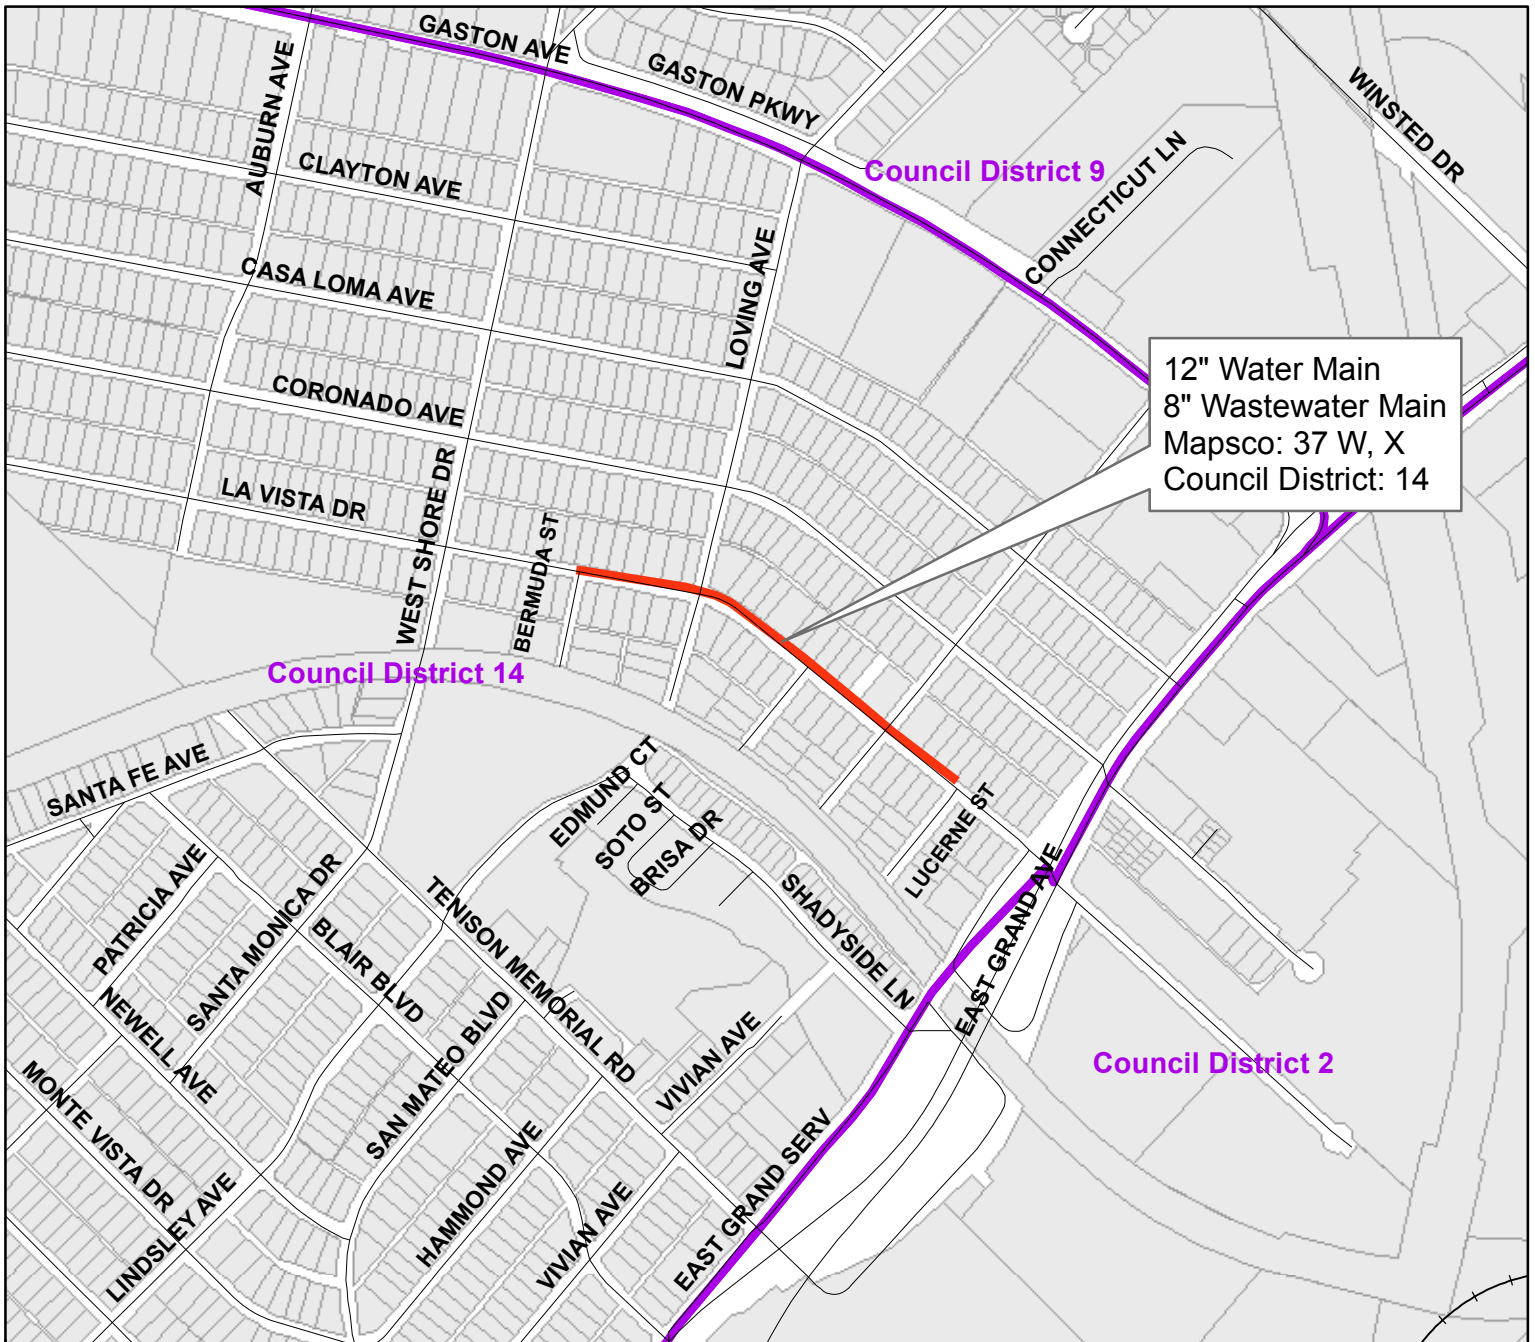 GASTON AVE
GASTON PKWY
WINSTED DR
AUBURN AVE
CLAYTON AVE
Council District 9
CONNECTICUT LN
CASA LOMA AVE
LOVING AVE
12" Water Main
8" Wastewater Main
Mapsco: 37 W, X
Council District: 14
CORONADO AVE
LA VISTA DR
WEST SHORE DR
BERMUDA ST
Council District 14
SANTA FE AVE
EDMUND CT
SOTO ST
BRISA DR
LUCERNE ST
PATRICIA AVE
SANTA MONICA DR
BLAIR BLVD
TENISON MEMORIAL RD
SHADYSIDE LN
EAST GRAND AVE
NEWELL AVE
SAN MATEO BLVD
VIVIAN AVE
Council District 2
MONTE VISTA DR
LINDSLEY AVE
HAMMOND AVE
VIVIAN AVE
EAST GRAND SERV